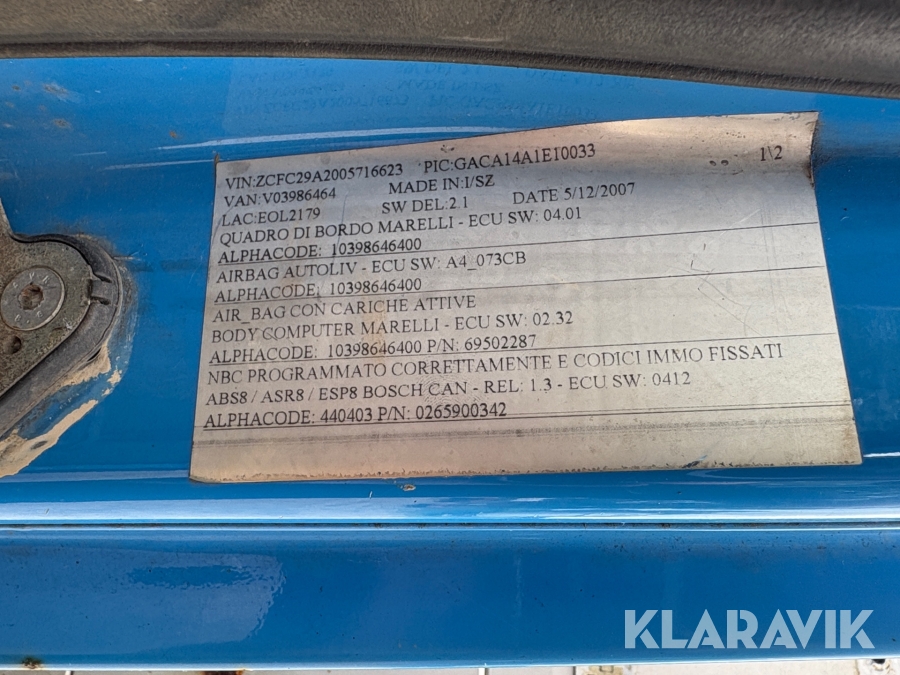 VIN:ZCFC29A2005716623 PIC:GACA14A1E10033 1\2
VAN:V03986464 MADE IN:I/SZ
LAC:EOL2179 SW DEL:2.1 DATE 5/12/2007
QUADRO DI BORDO MARELLI - ECU SW: 04.01
ALPHACODE: 10398646400
AIRBAG AUTOLIV - ECU SW: A4_073CB
ALPHACODE: 10398646400
AIR_BAG CON CARICHE ATTIVE
BODY COMPUTER MARELLI - ECU SW: 02.32
ALPHACODE: 10398646400 P/N: 69502287
NBC PROGRAMMATO CORRETTAMENTE E CODICI IMMO FISSATI
ABS8 / ASR8 / ESP8 BOSCH CAN - REL: 1.3 - ECU SW: 0412
ALPHACODE: 440403 P/N: 0265900342
KLARAVIK